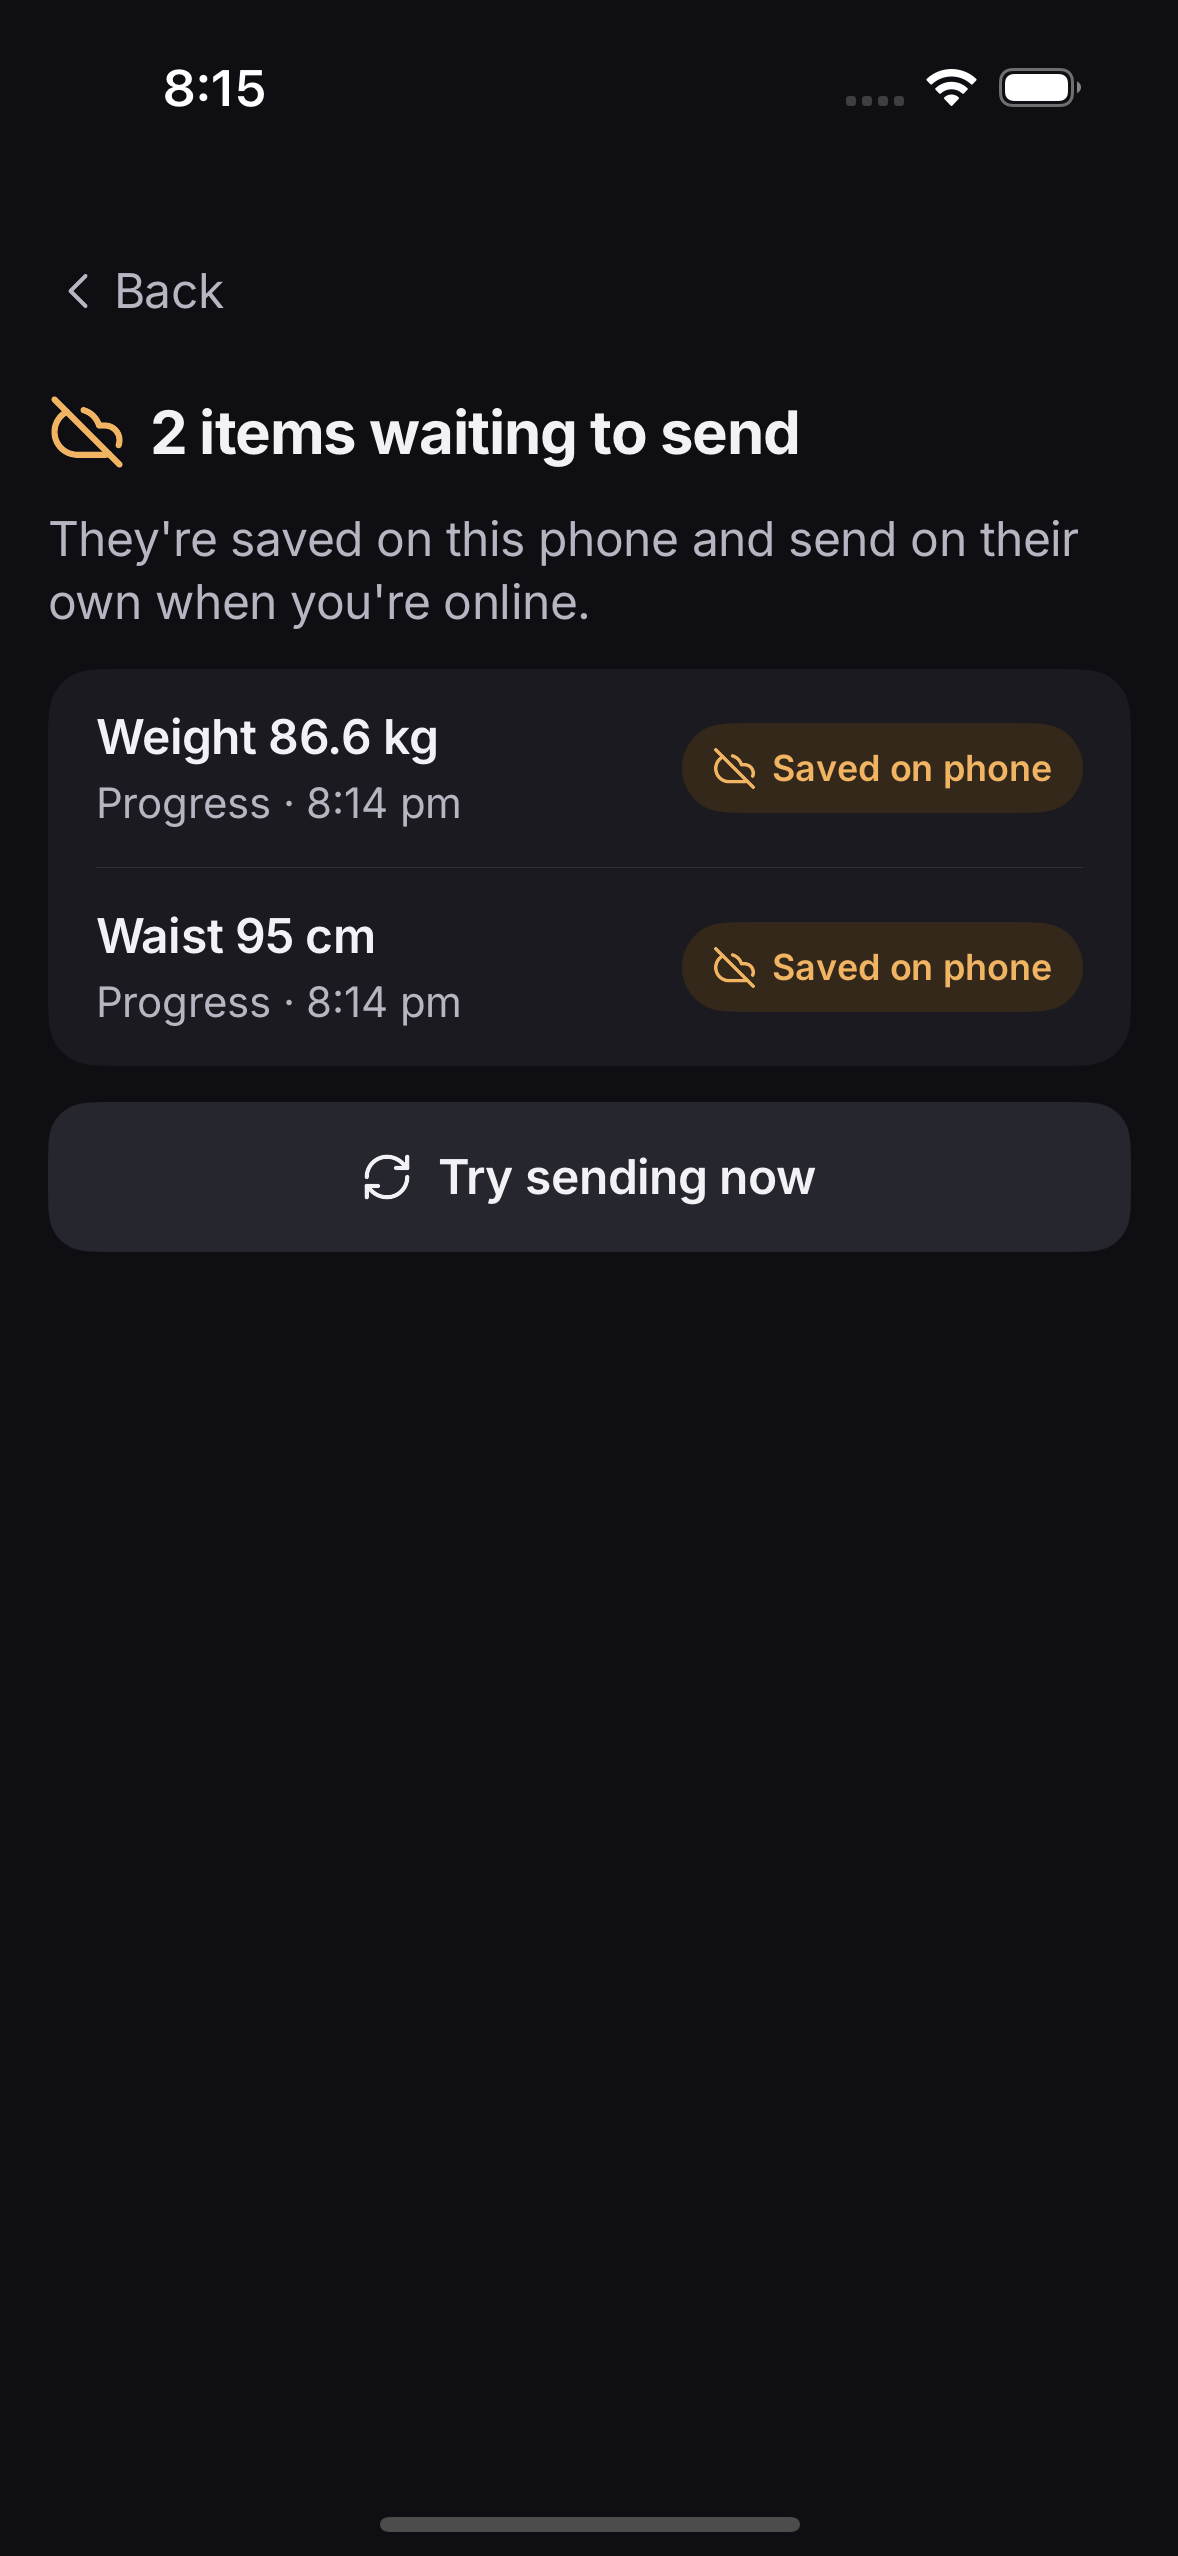 8:15
Back
2 items waiting to send
They're saved on this phone and send on their
own when you're online.
Weight 86.6 kg
Saved on phone
Progress · 8:14 pm
Waist 95 cm
Saved on phone
Progress · 8:14 pm
Try sending now